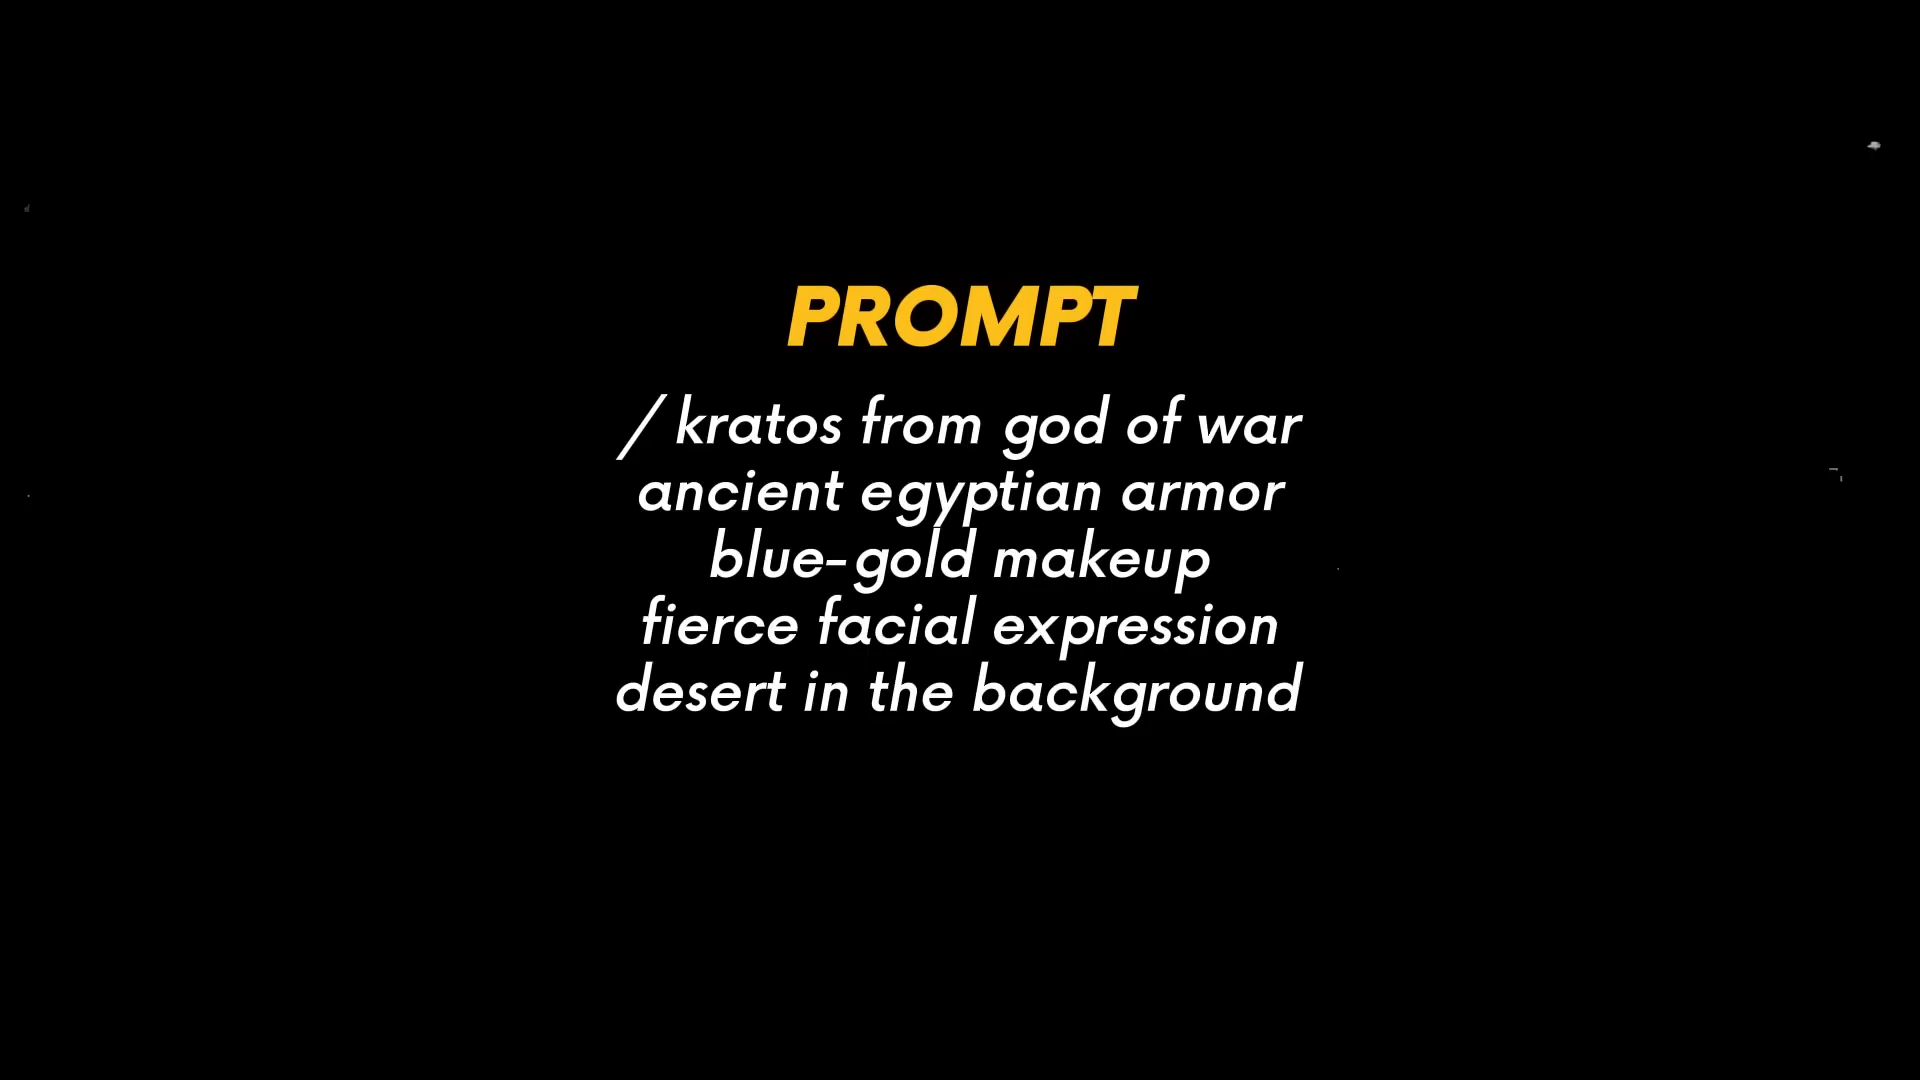 PROMPT
/ kratos from god of war
ancient egyptian armor
blue-gold makeup
fierce facial expression
desert in the background